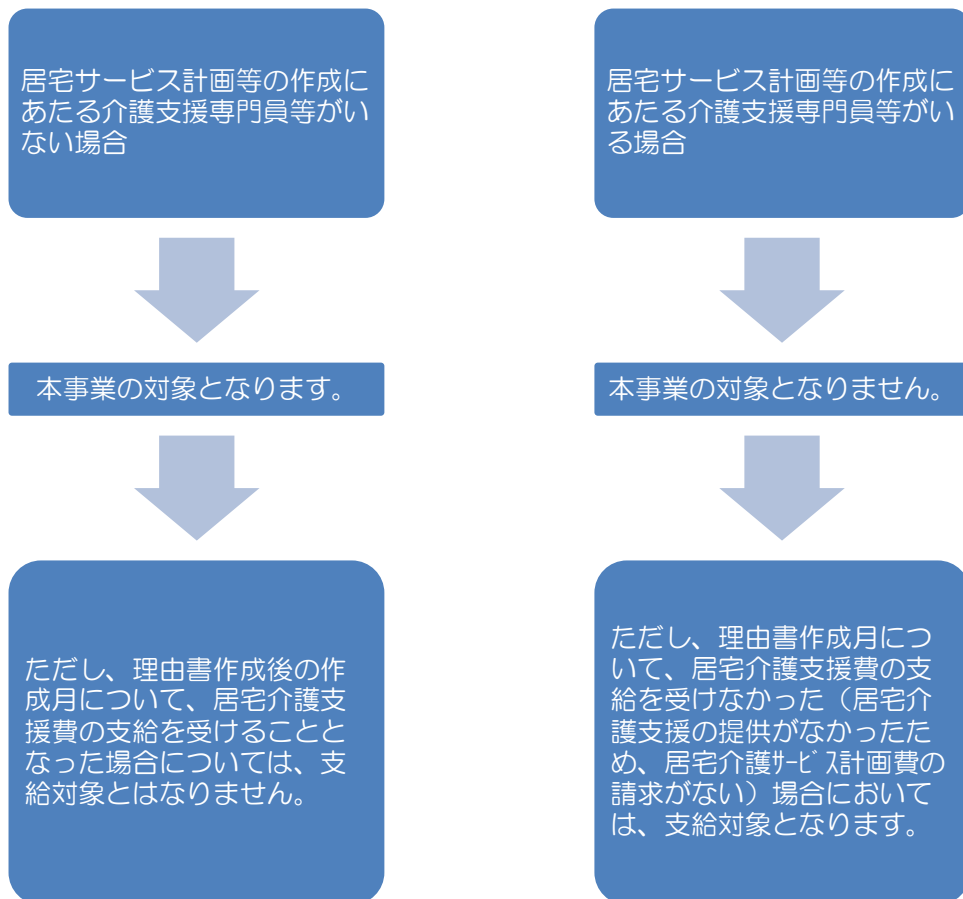 居宅サービス計画等の作成に
あたる介護支援専門員等がい
ない場合
本事業の対象となります。
ただし、理由書作成後の作
成月について、居宅介護支
援費の支給を受けることと
なった場合については、支
給対象とはなりません。
居宅サービス計画等の作成に
あたる介護支援専門員等がい
る場合
本事業の対象となりません。
ただし、理由書作成月につ
いて、居宅介護支援費の支
給を受けなかった（居宅介
護支援の提供がなかったた
め、居宅介護ｻｰﾋﾞｽ計画費の
請求がない）場合において
は、支給対象となります。